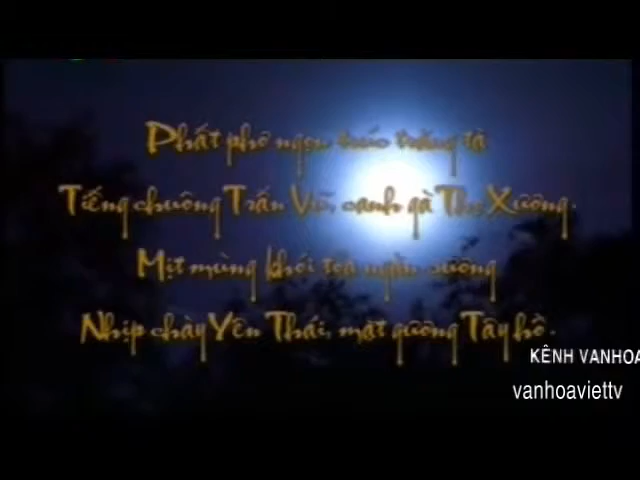 Phất phơ ngọn trúc trăng tà
Tiếng chuông Trấn Vũ, canh gà Thọ Xương.
Mịt mùng khói toả ngàn sương
Nhịp chày Yên Thái, mặt gương Tây hồ.
KÊNH VANHOA
vanhoaviettv